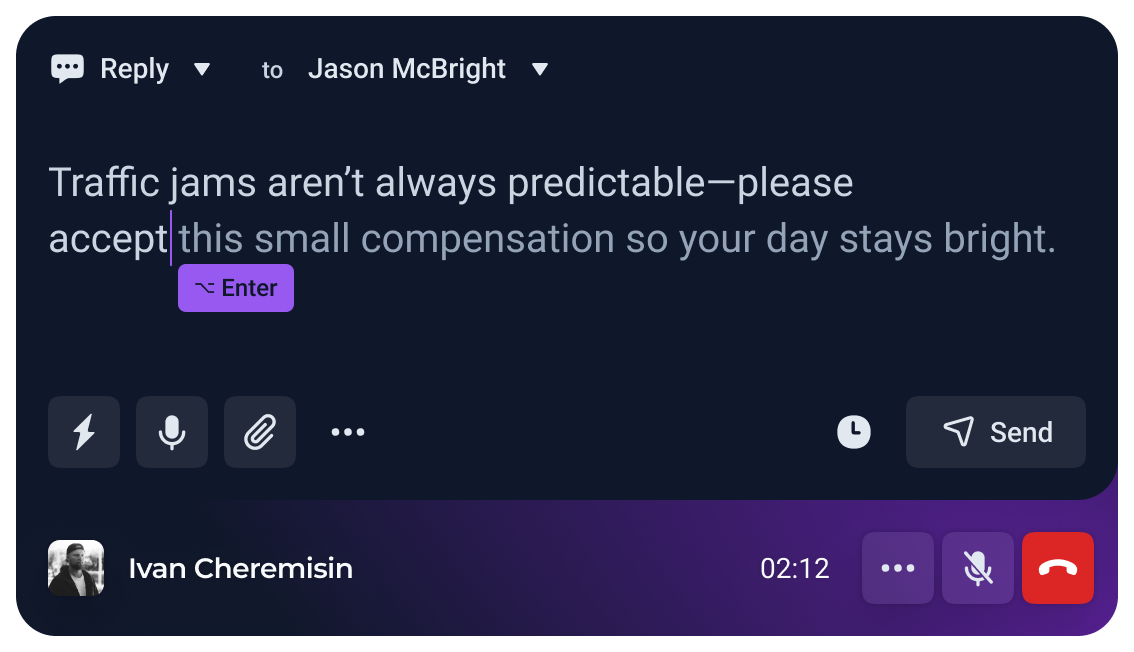 Reply to Jason McBright
Traffic jams aren’t always predictable—please
accept this small compensation so your day stays bright.
⌥ Enter
Send
Ivan Cheremisin 02:12